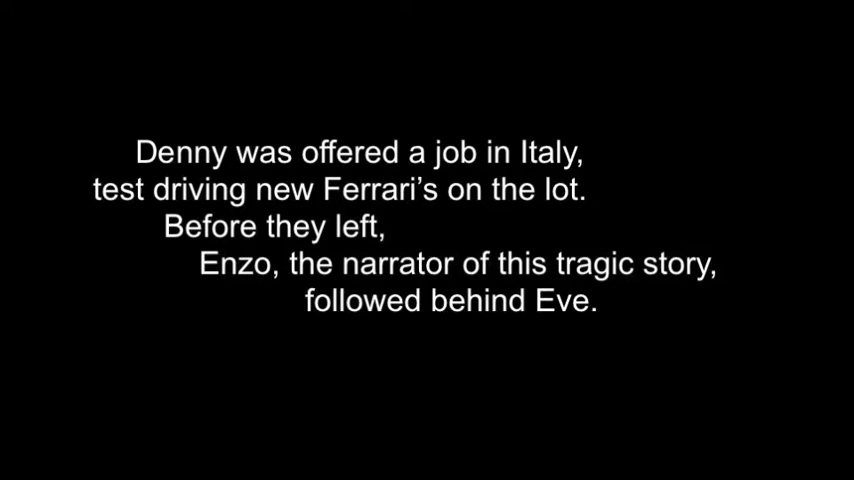 Denny was offered a job in Italy,
test driving new Ferrari’s on the lot.
Before they left,
Enzo, the narrator of this tragic story,
followed behind Eve.